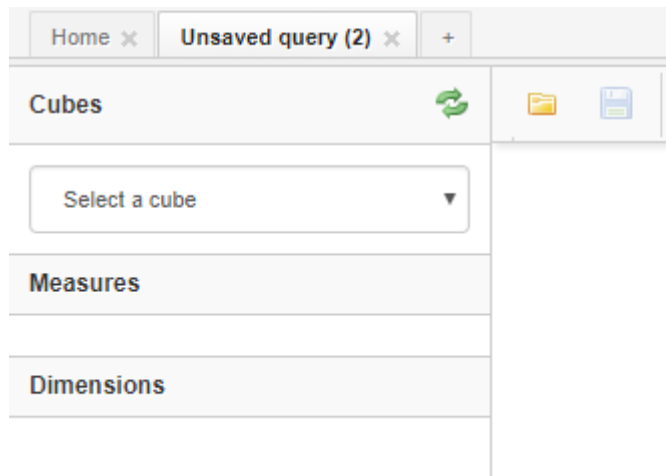 Home × Unsaved query (2) × +
Cubes
Select a cube
Measures
Dimensions